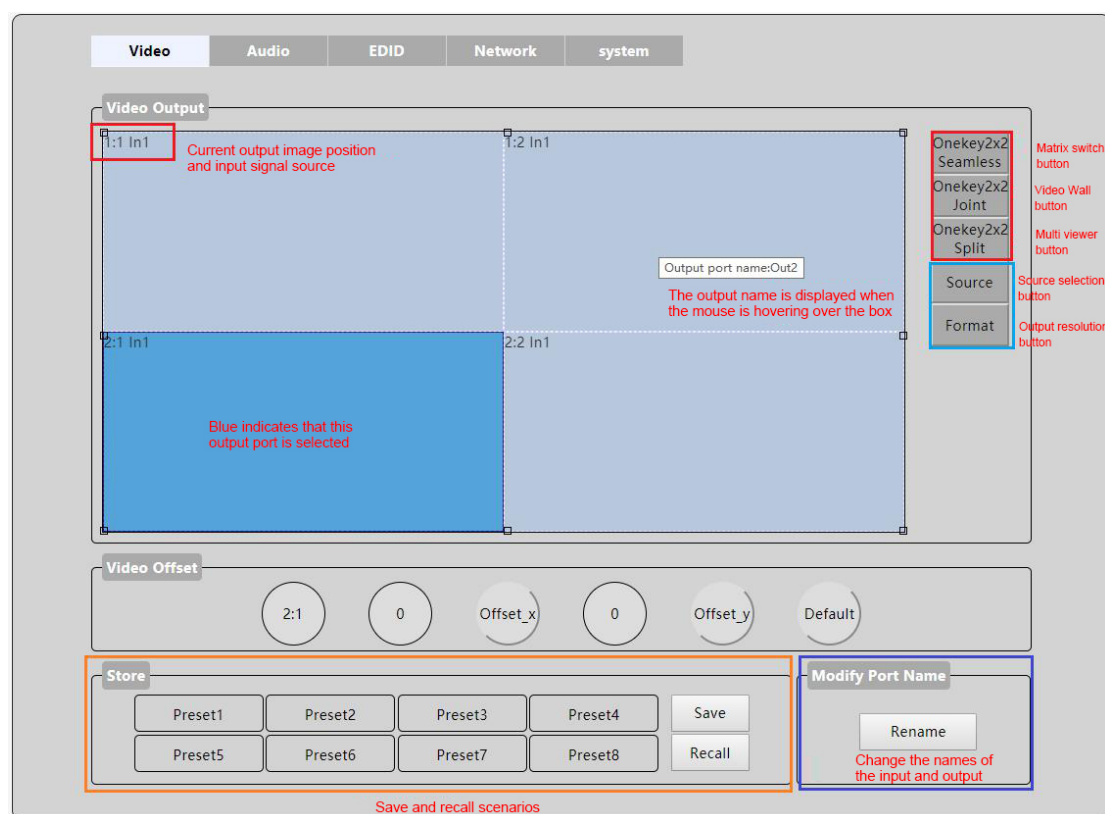 Video
Audio
EDID
Network
system
Video Output
1:1 In1
Current output image position
and input signal source
1:2 In1
Output port name:Out2
The output name is displayed when
the mouse is hovering over the box
2:1 In1
Blue indicates that this
output port is selected
2:2 In1
Onekey2x2
Seamless
Matrix switch
button
Onekey2x2
Joint
Video Wall
button
Onekey2x2
Split
Multi viewer
button
Source
Source selection
button
Format
Output resolution
button
Video Offset
2:1
0
Offset_x
0
Offset_y
Default
Store
Preset1
Preset2
Preset3
Preset4
Save
Preset5
Preset6
Preset7
Preset8
Recall
Save and recall scenarios
Modify Port Name
Rename
Change the names of
the input and output